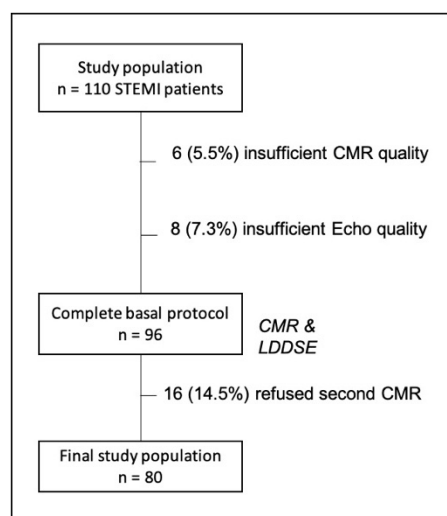 Study population
n = 110 STEMI patients
6 (5.5%) insufficient CMR quality
8 (7.3%) insufficient Echo quality
Complete basal protocol
n = 96
CMR &
LDDSE
16 (14.5%) refused second CMR
Final study population
n = 80